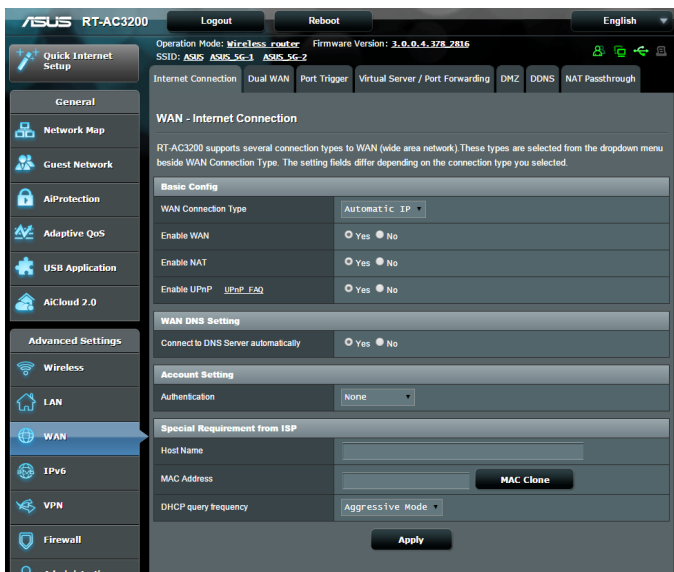 ASUS RT-AC3200 Logout Reboot English
Quick Internet Setup
Operation Mode: Wireless router Firmware Version: 3.0.0.4.378_2816
SSID: ASUS ASUS_5G-1 ASUS_5G-2
Internet Connection Dual WAN Port Trigger Virtual Server / Port Forwarding DMZ DDNS NAT Passthrough
General
Network Map
Guest Network
AiProtection
Adaptive QoS
USB Application
AiCloud 2.0
Advanced Settings
Wireless
LAN
WAN
IPv6
VPN
Firewall
WAN - Internet Connection
RT-AC3200 supports several connection types to WAN (wide area network).These types are selected from the dropdown menu
beside WAN Connection Type. The setting fields differ depending on the connection type you selected.
Basic Config
WAN Connection Type Automatic IP
Enable WAN Yes No
Enable NAT Yes No
Enable UPnP UPnP FAQ Yes No
WAN DNS Setting
Connect to DNS Server automatically Yes No
Account Setting
Authentication None
Special Requirement from ISP
Host Name
MAC Address MAC Clone
DHCP query frequency Aggressive Mode
Apply